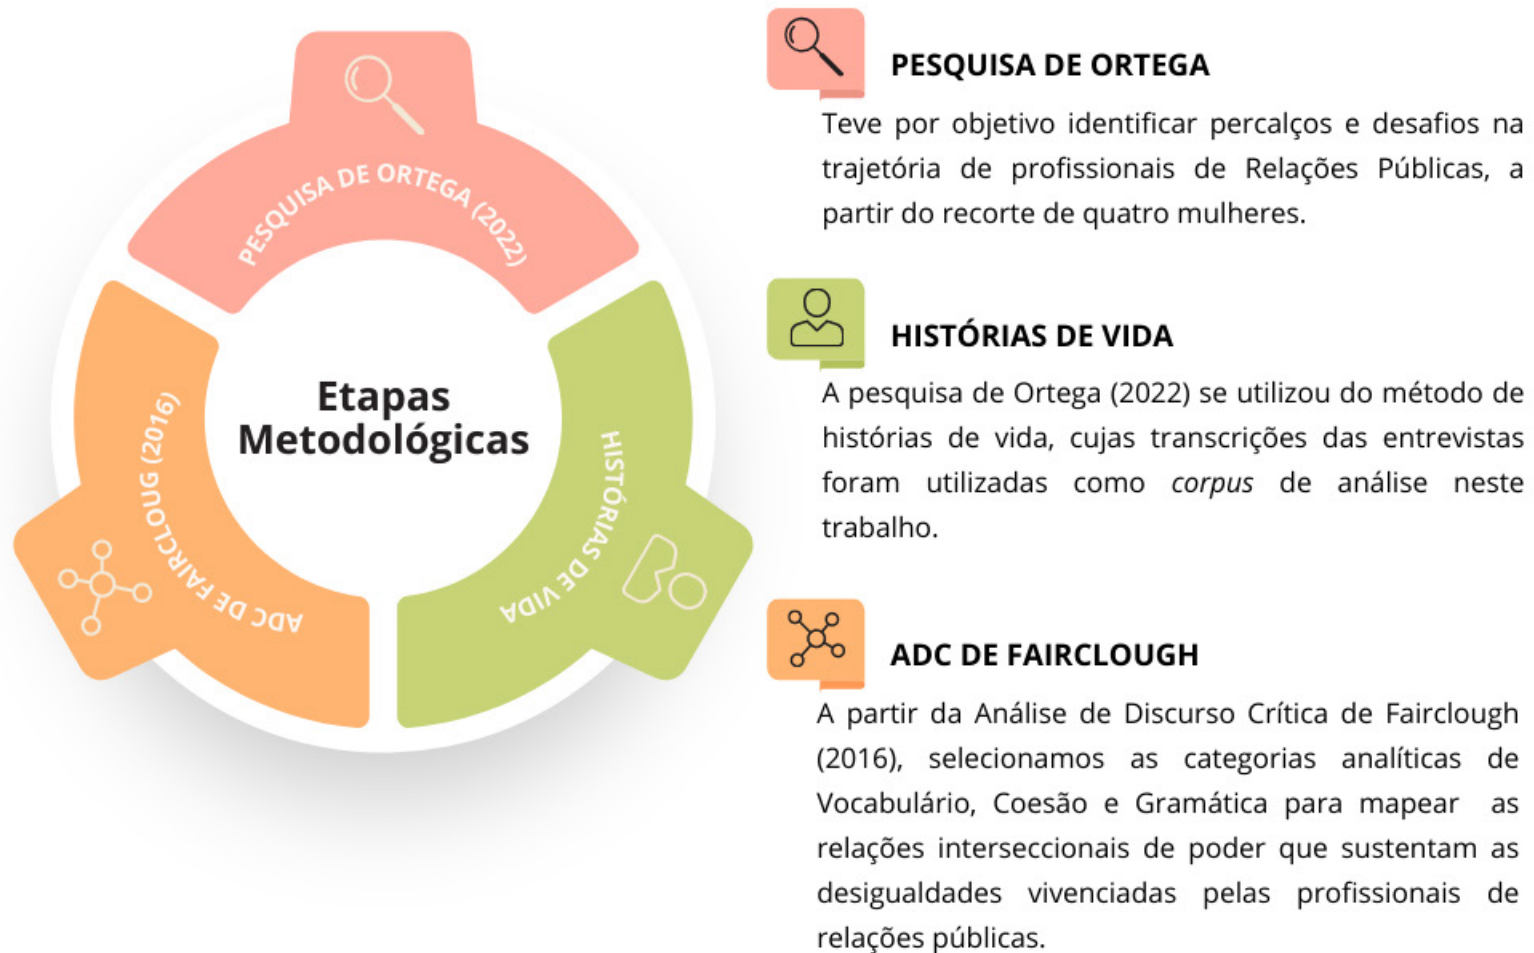 PESQUISA DE ORTEGA (2022)
HISTÓRIAS DE VIDA
ADC DE FAIRCLOUG (2016)
Etapas
Metodológicas
PESQUISA DE ORTEGA
Teve por objetivo identificar percalços e desafios na
trajetória de profissionais de Relações Públicas, a
partir do recorte de quatro mulheres.
HISTÓRIAS DE VIDA
A pesquisa de Ortega (2022) se utilizou do método de
histórias de vida, cujas transcrições das entrevistas
foram utilizadas como corpus de análise neste
trabalho.
ADC DE FAIRCLOUGH
A partir da Análise de Discurso Crítica de Fairclough
(2016), selecionamos as categorias analíticas de
Vocabulário, Coesão e Gramática para mapear as
relações interseccionais de poder que sustentam as
desigualdades vivenciadas pelas profissionais de
relações públicas.